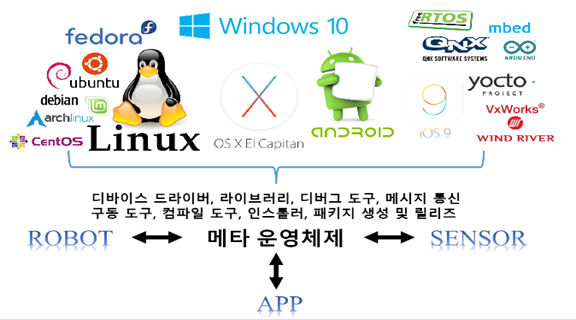 fedora
Windows 10
FreeRTOS
mbed
ubuntu
QNX
QNX SOFTWARE SYSTEMS
ARDUINO
debian
yocto
PROJECT
archlinux
9
VxWorks®
CentOS
Linux
OS X El Capitan
ANDROID
iOS 9
WIND RIVER
디바이스 드라이버, 라이브러리, 디버그 도구, 메시지 통신
구동 도구, 컴파일 도구, 인스톨러, 패키지 생성 및 릴리즈
ROBOT
메타 운영체제
SENSOR
APP